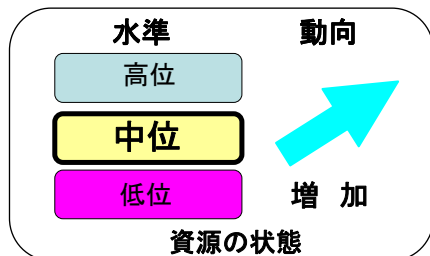 水準 動向
高位
中位
低位
増 加
資源の状態